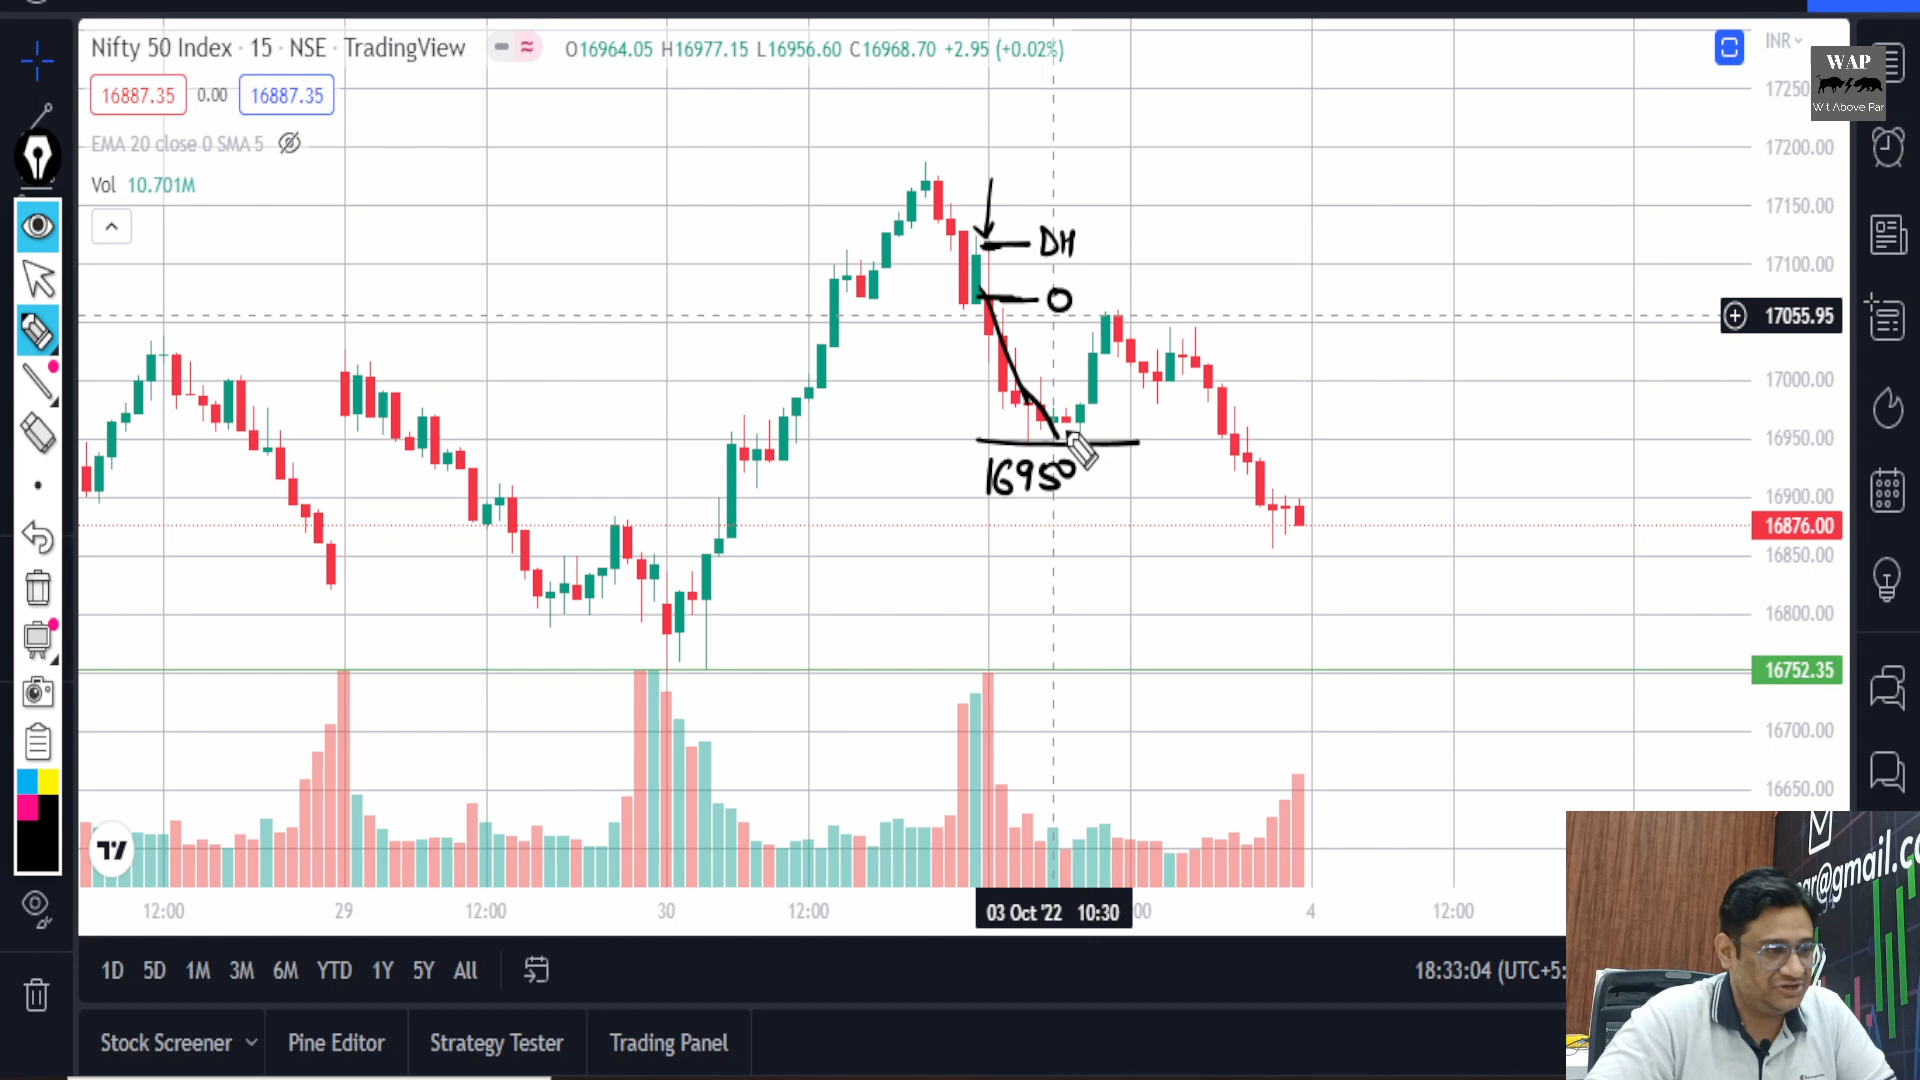 Nifty 50 Index · 15 · NSE · TradingView
O16964.05 H16977.15 L16956.60 C16968.70 +2.95 (+0.02%)
INR
WAP
16887.35 0.00 16887.35
EMA 20 close 0 SMA 5
Vol 10.701M
17250
17200.00
17150.00
17100.00
17055.95
17000.00
16950.00
16900.00
16876.00
16850.00
16800.00
16752.35
16700.00
16650.00
DH
O
16950
12:00 29 12:00 30 12:00 03 Oct '22 10:30 :00 4 12:00
1D 5D 1M 3M 6M YTD 1Y 5Y All
18:33:04 (UTC+5:
Stock Screener Pine Editor Strategy Tester Trading Panel
ar@gmail.co